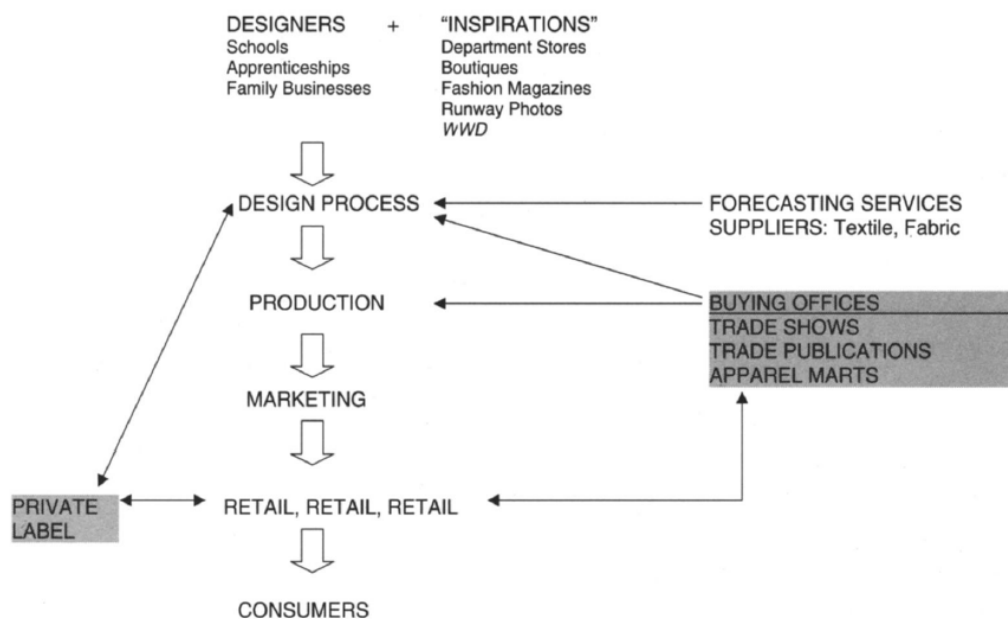 DESIGNERS + “INSPIRATIONS”
Schools Department Stores
Apprenticeships Boutiques
Family Businesses Fashion Magazines
Runway Photos
WWD
DESIGN PROCESS FORECASTING SERVICES
SUPPLIERS: Textile, Fabric
PRODUCTION BUYING OFFICES
TRADE SHOWS
TRADE PUBLICATIONS
APPAREL MARTS
MARKETING
PRIVATE RETAIL, RETAIL, RETAIL
LABEL
CONSUMERS